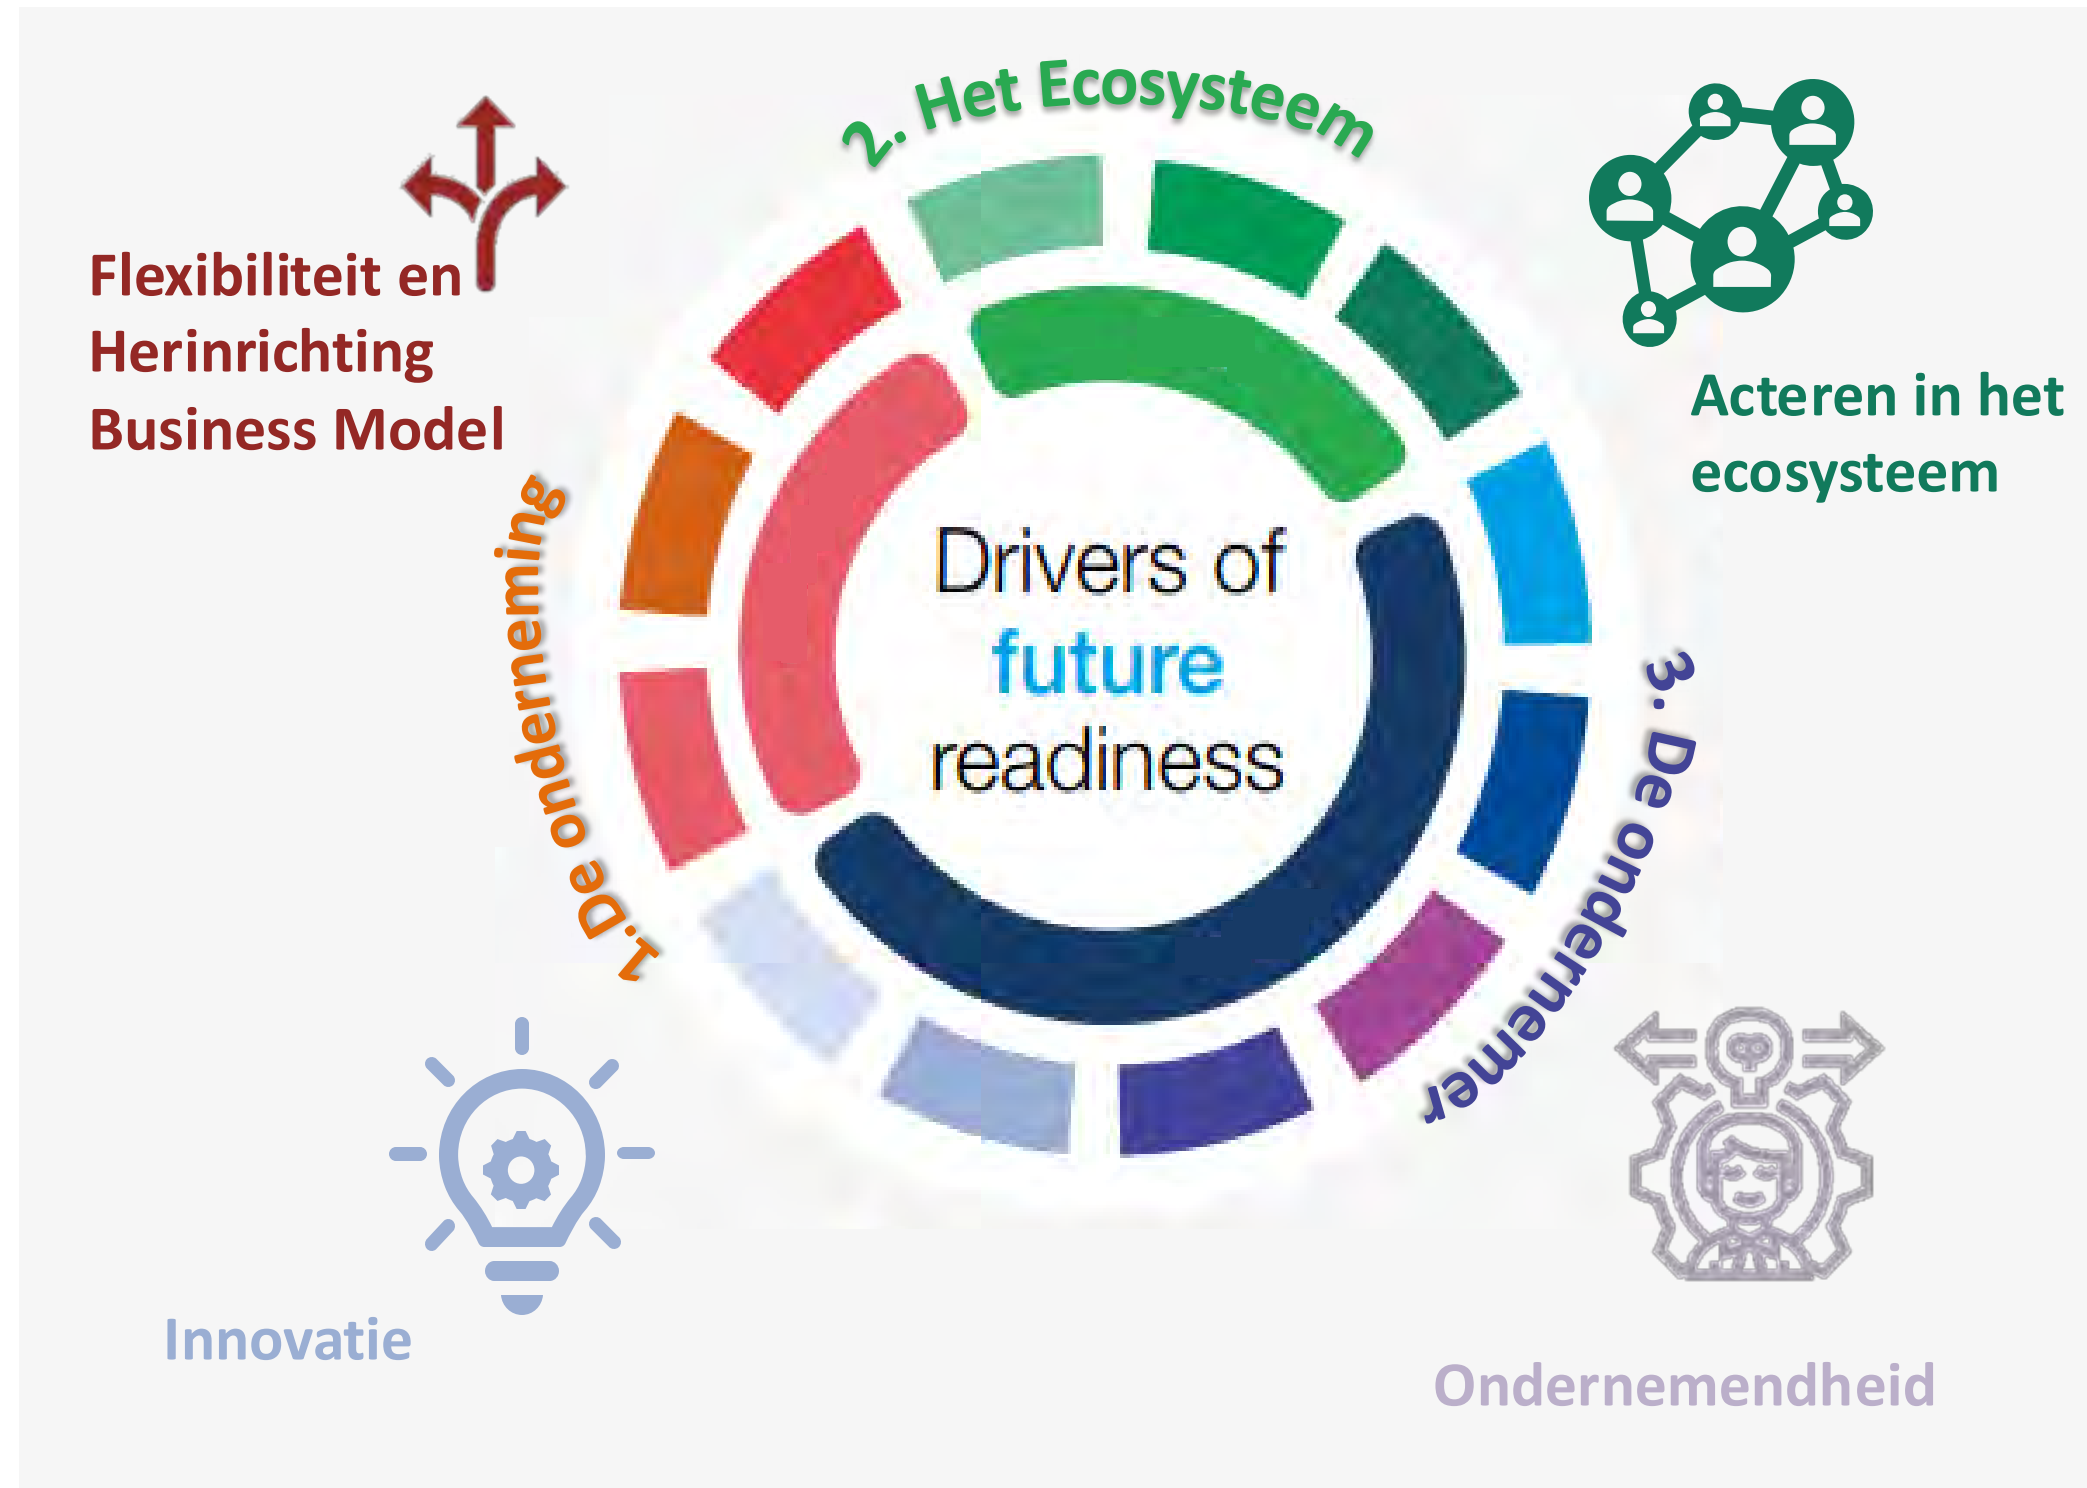 2. Het Ecosysteem
Flexibiliteit en
Herinrichting
Business Model
Acteren in het
ecosysteem
1.De onderneming
Drivers of
future
readiness
3. De ondernemer
Innovatie
Ondernemendheid